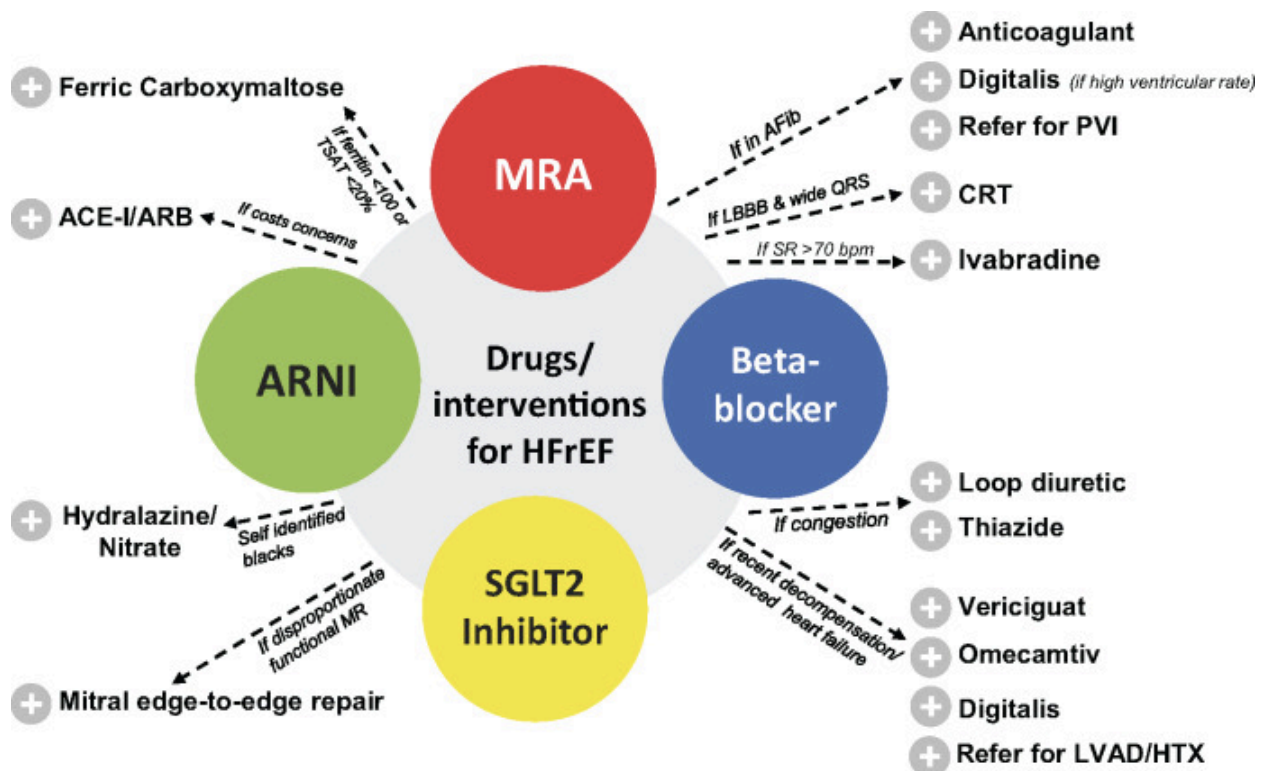 Ferric Carboxymaltose
If ferritin <100 or
TSAT <20%
ACE-I/ARB
If costs concerns
MRA
ARNI
Drugs/
interventions
for HFrEF
Beta-
blocker
SGLT2
Inhibitor
Hydralazine/
Nitrate
Self identified
blacks
If disproportionate
functional MR
Mitral edge-to-edge repair
If in AFib
Anticoagulant
Digitalis (if high ventricular rate)
Refer for PVI
If LBBB & wide QRS
CRT
If SR >70 bpm
Ivabradine
If congestion
Loop diuretic
Thiazide
If recent decompensation/
advanced heart failure
Vericiguat
Omecamtiv
Digitalis
Refer for LVAD/HTX